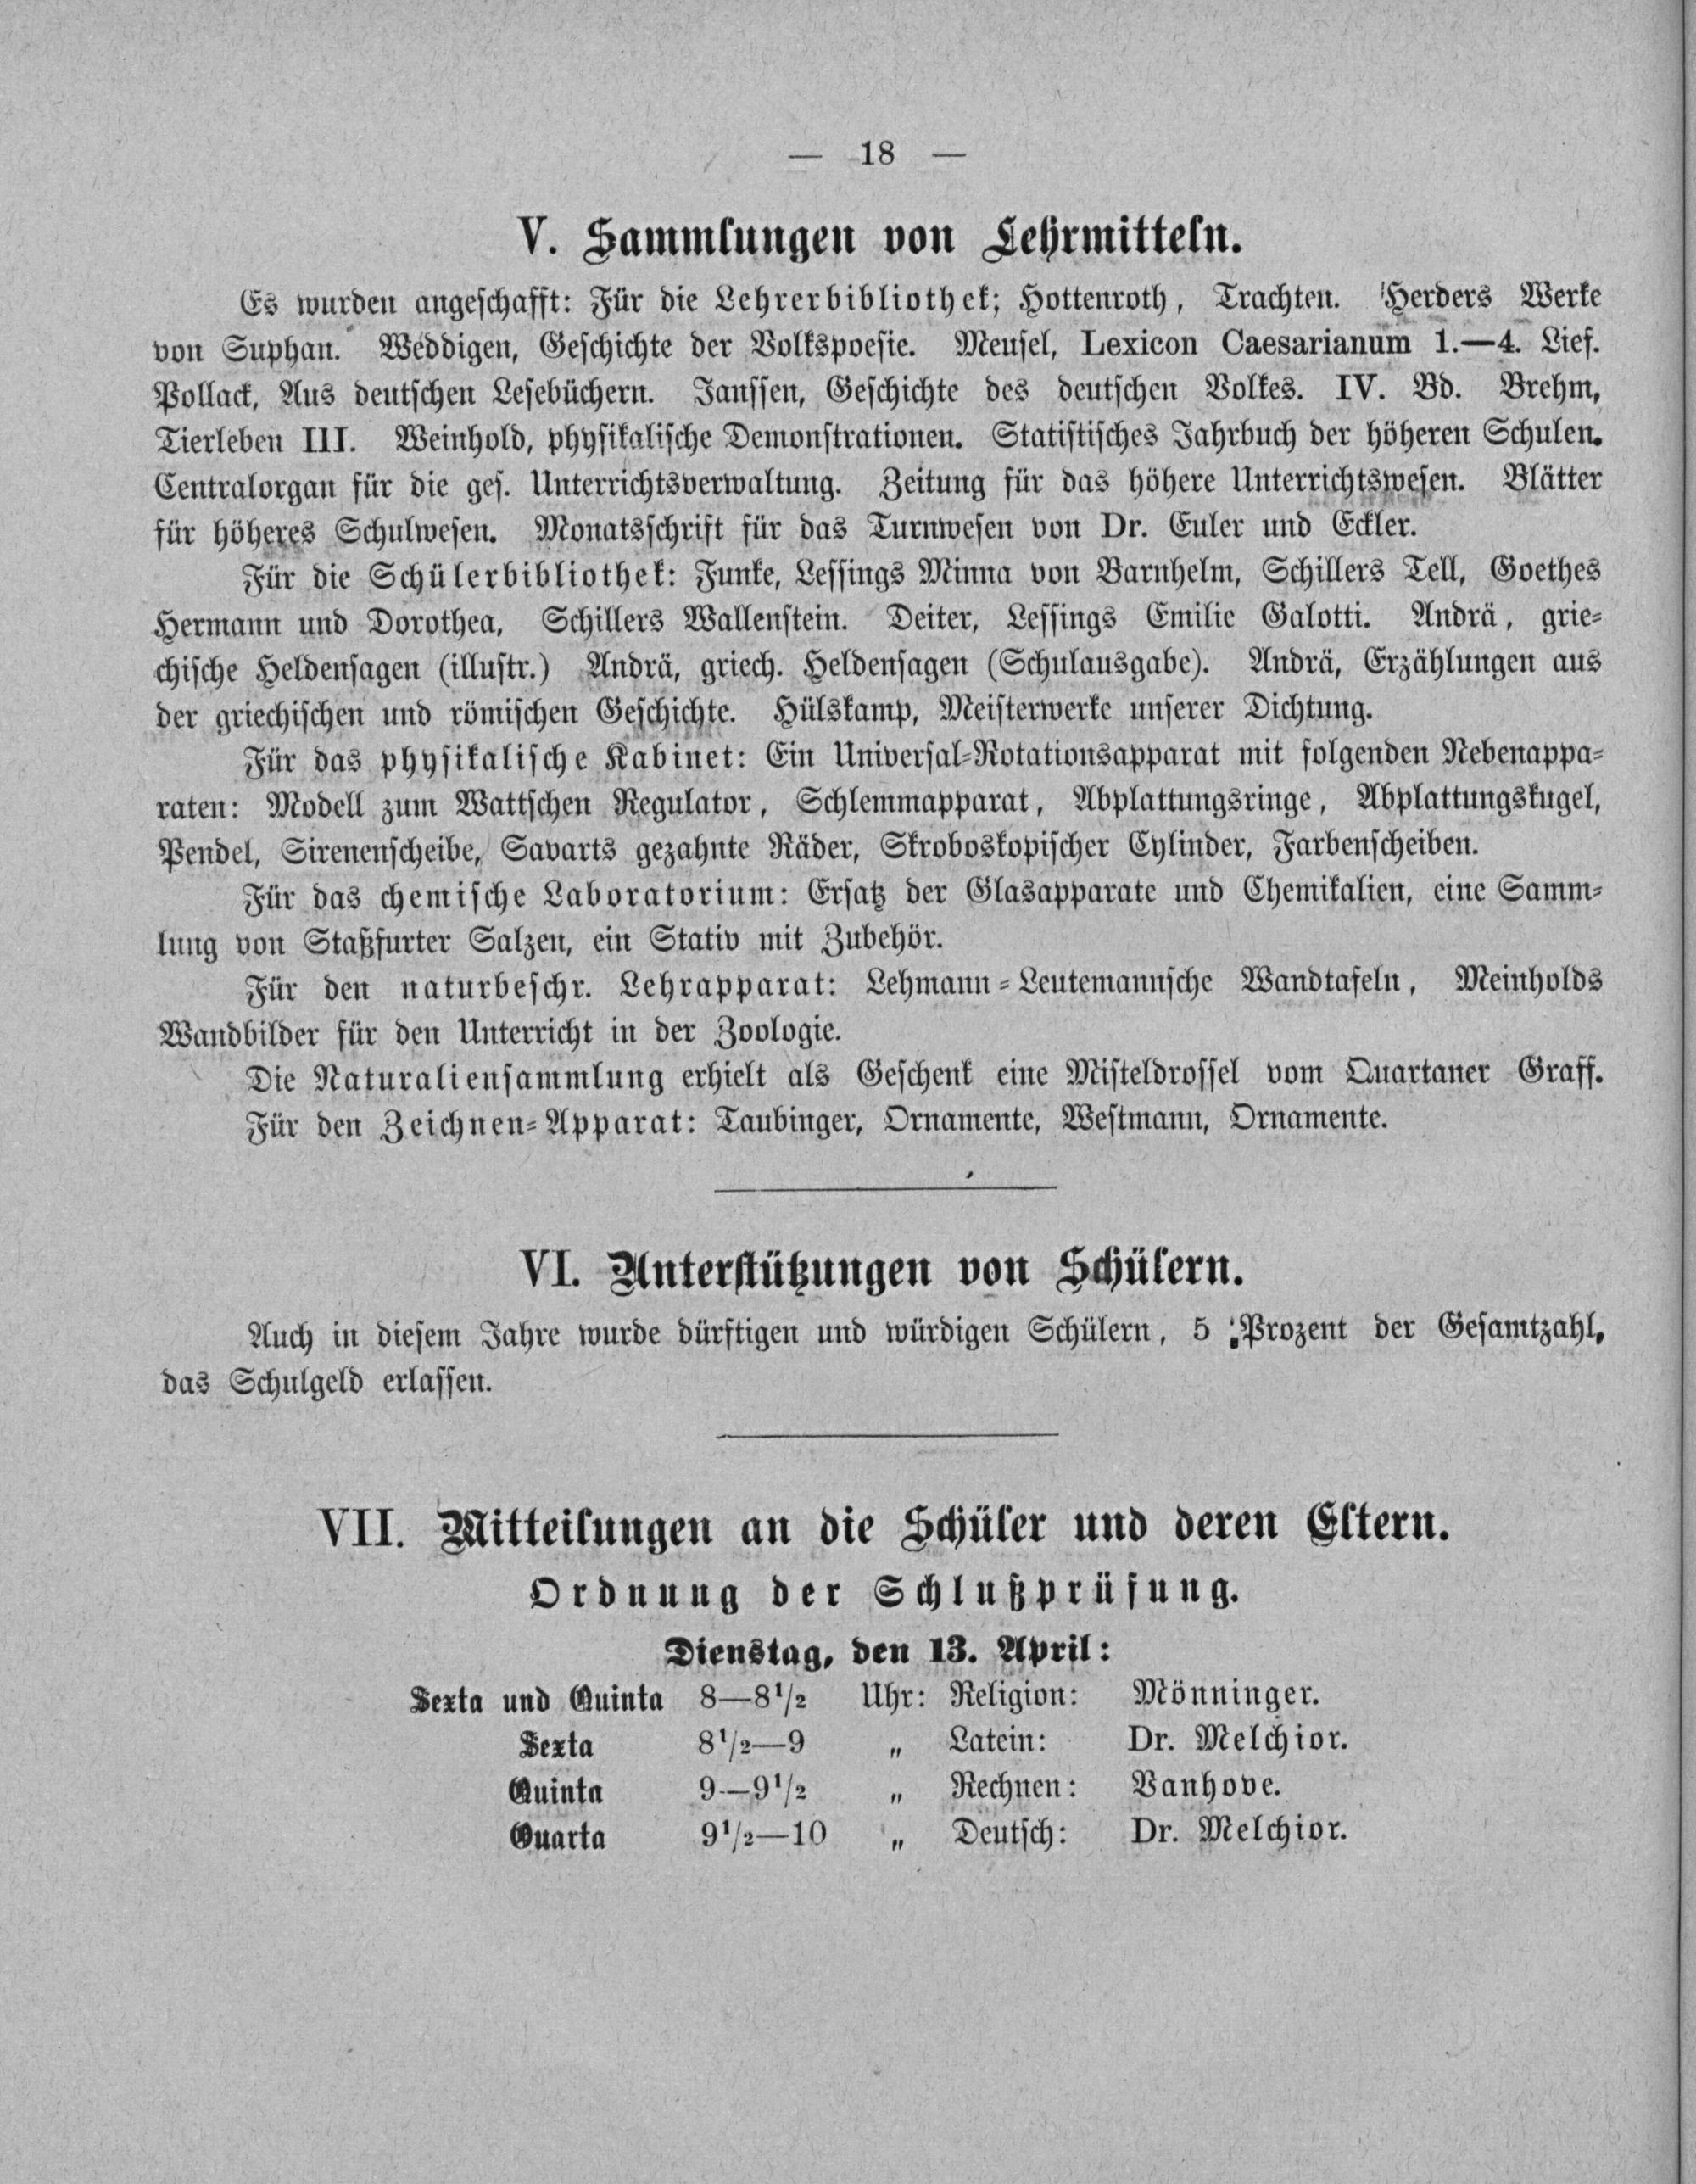 — 18 —
V. Sammlungen von Lehrmitteln.
Es wurden angeschafft: Für die Lehrerbibliothek; Hottenroth, Trachten. Herders Werke
von Suphan. Weddigen, Geschichte der Volkspoesie. Meusel, Lexicon Caesarianum 1.—4. Lief.
Pollack, Aus deutschen Lesebüchern. Janssen, Geschichte des deutschen Volkes. IV. Bd. Brehm,
Tierleben III. Weinhold, physikalische Demonstrationen. Statistisches Jahrbuch der höheren Schulen.
Centralorgan für die ges. Unterrichtsverwaltung. Zeitung für das höhere Unterrichtswesen. Blätter
für höheres Schulwesen. Monatsschrift für das Turnwesen von Dr. Euler und Eckler.
Für die Schülerbibliothek: Funke, Lessings Minna von Barnhelm, Schillers Tell, Goethes
Hermann und Dorothea, Schillers Wallenstein. Deiter, Lessings Emilie Galotti. Andrä, grie-
chische Heldensagen (illustr.) Andrä, griech. Heldensagen (Schulausgabe). Andrä, Erzählungen aus
der griechischen und römischen Geschichte. Hülskamp, Meisterwerke unserer Dichtung.
Für das physikalische Kabinet: Ein Universal-Rotationsapparat mit folgenden Nebenappa-
raten: Modell zum Wattschen Regulator, Schlemmapparat, Abplattungsringe, Abplattungskugel,
Pendel, Sirenenscheibe, Savarts gezahnte Räder, Skroboskopischer Cylinder, Farbenscheiben.
Für das chemische Laboratorium: Ersatz der Glasapparate und Chemikalien, eine Samm-
lung von Staßfurter Salzen, ein Stativ mit Zubehör.
Für den naturbeschr. Lehrapparat: Lehmann-Leutemannsche Wandtafeln, Meinholds
Wandbilder für den Unterricht in der Zoologie.
Die Naturaliensammlung erhielt als Geschenk eine Misteldrossel vom Quartaner Graff.
Für den Zeichnen-Apparat: Taubinger, Ornamente, Westmann, Ornamente.
VI. Unterstützungen von Schülern.
Auch in diesem Jahre wurde dürftigen und würdigen Schülern, 5 Prozent der Gesamtzahl,
das Schulgeld erlassen.
VII. Mitteilungen an die Schüler und deren Eltern.
Ordnung der Schlußprüfung.
Dienstag, den 13. April:
Sexta und Quinta 8—8½ Uhr: Religion: Mönninger.
Sexta 8½—9 „ Latein: Dr. Melchior.
Quinta 9—9½ „ Rechnen: Vanhove.
Quarta 9½—10 „ Deutsch: Dr. Melchior.